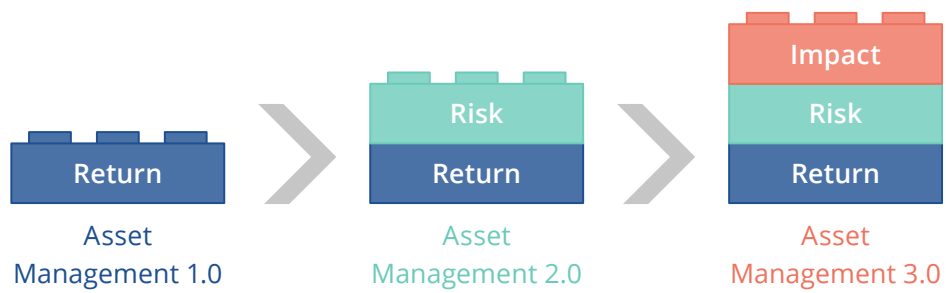 Return
Asset
Management 1.0
Risk
Return
Asset
Management 2.0
Impact
Risk
Return
Asset
Management 3.0